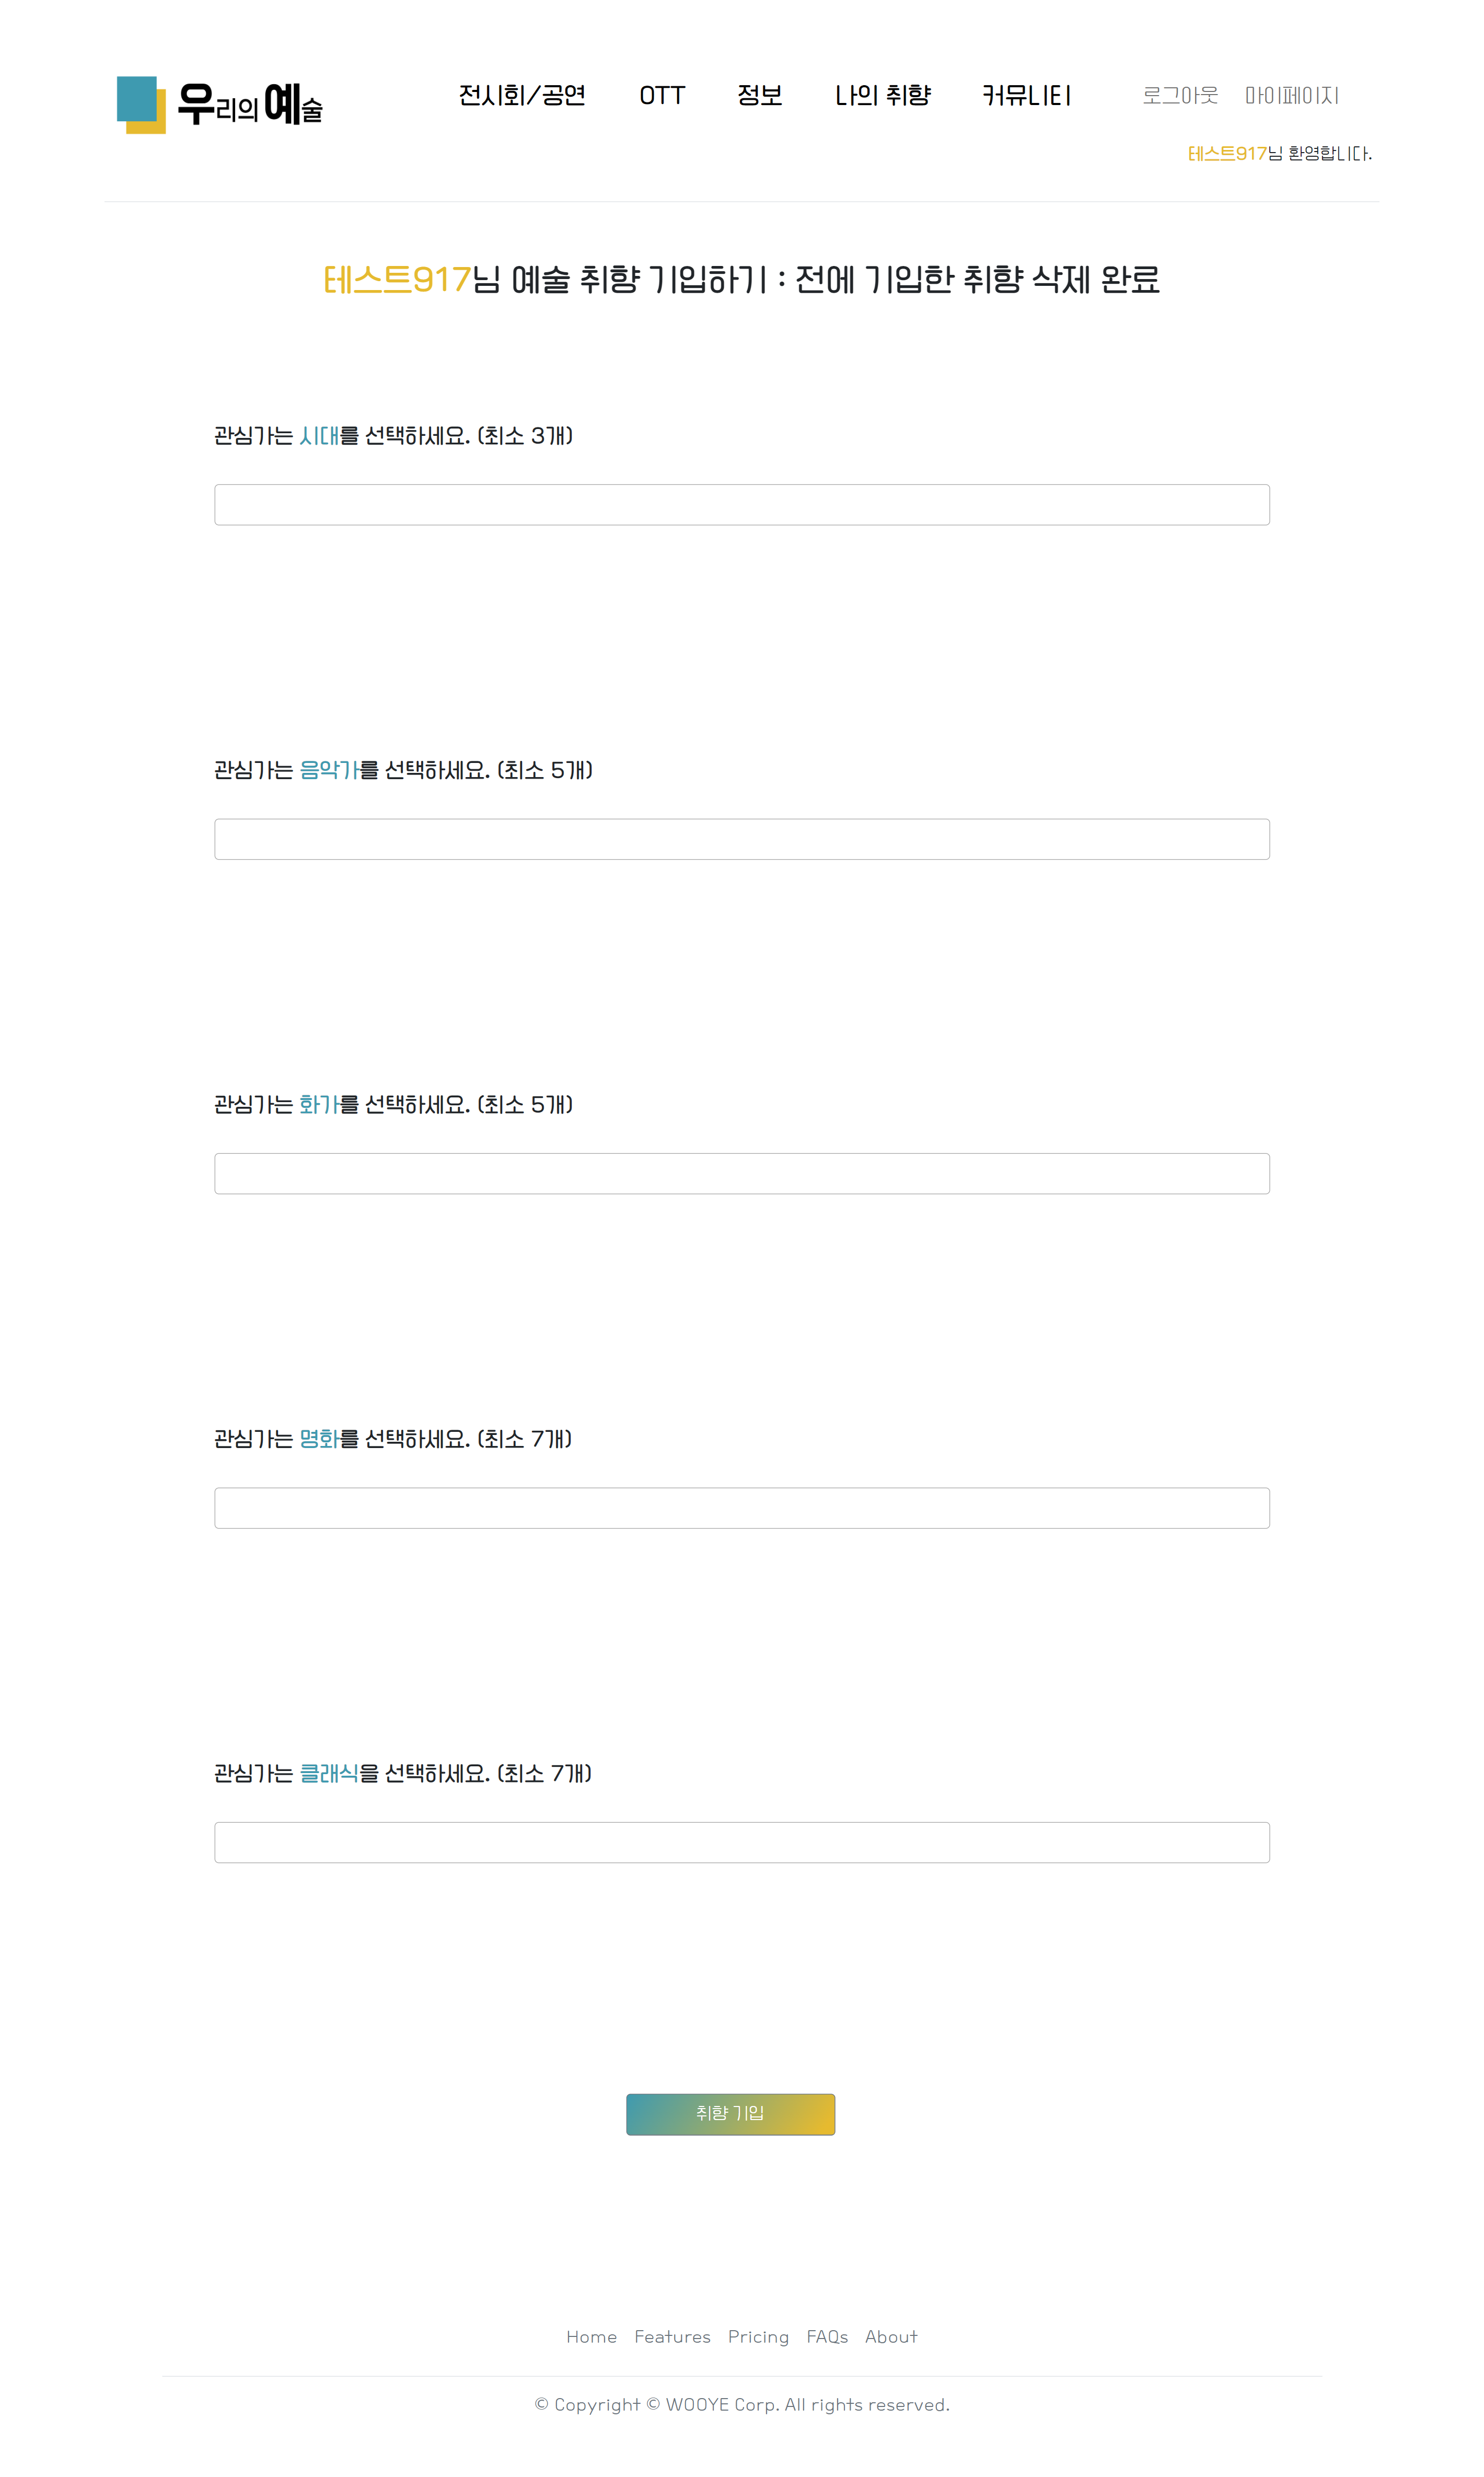 우리의 예술
전시회/공연 OTT 정보 나의 취향 커뮤니티 로그아웃 마이페이지
테스트917님 환영합니다.
테스트917님 예술 취향 기입하기 : 전에 기입한 취향 삭제 완료
관심가는 시대를 선택하세요. (최소 3개)
관심가는 음악가를 선택하세요. (최소 5개)
관심가는 화가를 선택하세요. (최소 5개)
관심가는 명화를 선택하세요. (최소 7개)
관심가는 클래식을 선택하세요. (최소 7개)
취향 기입
Home Features Pricing FAQs About
© Copyright © WOOYE Corp. All rights reserved.